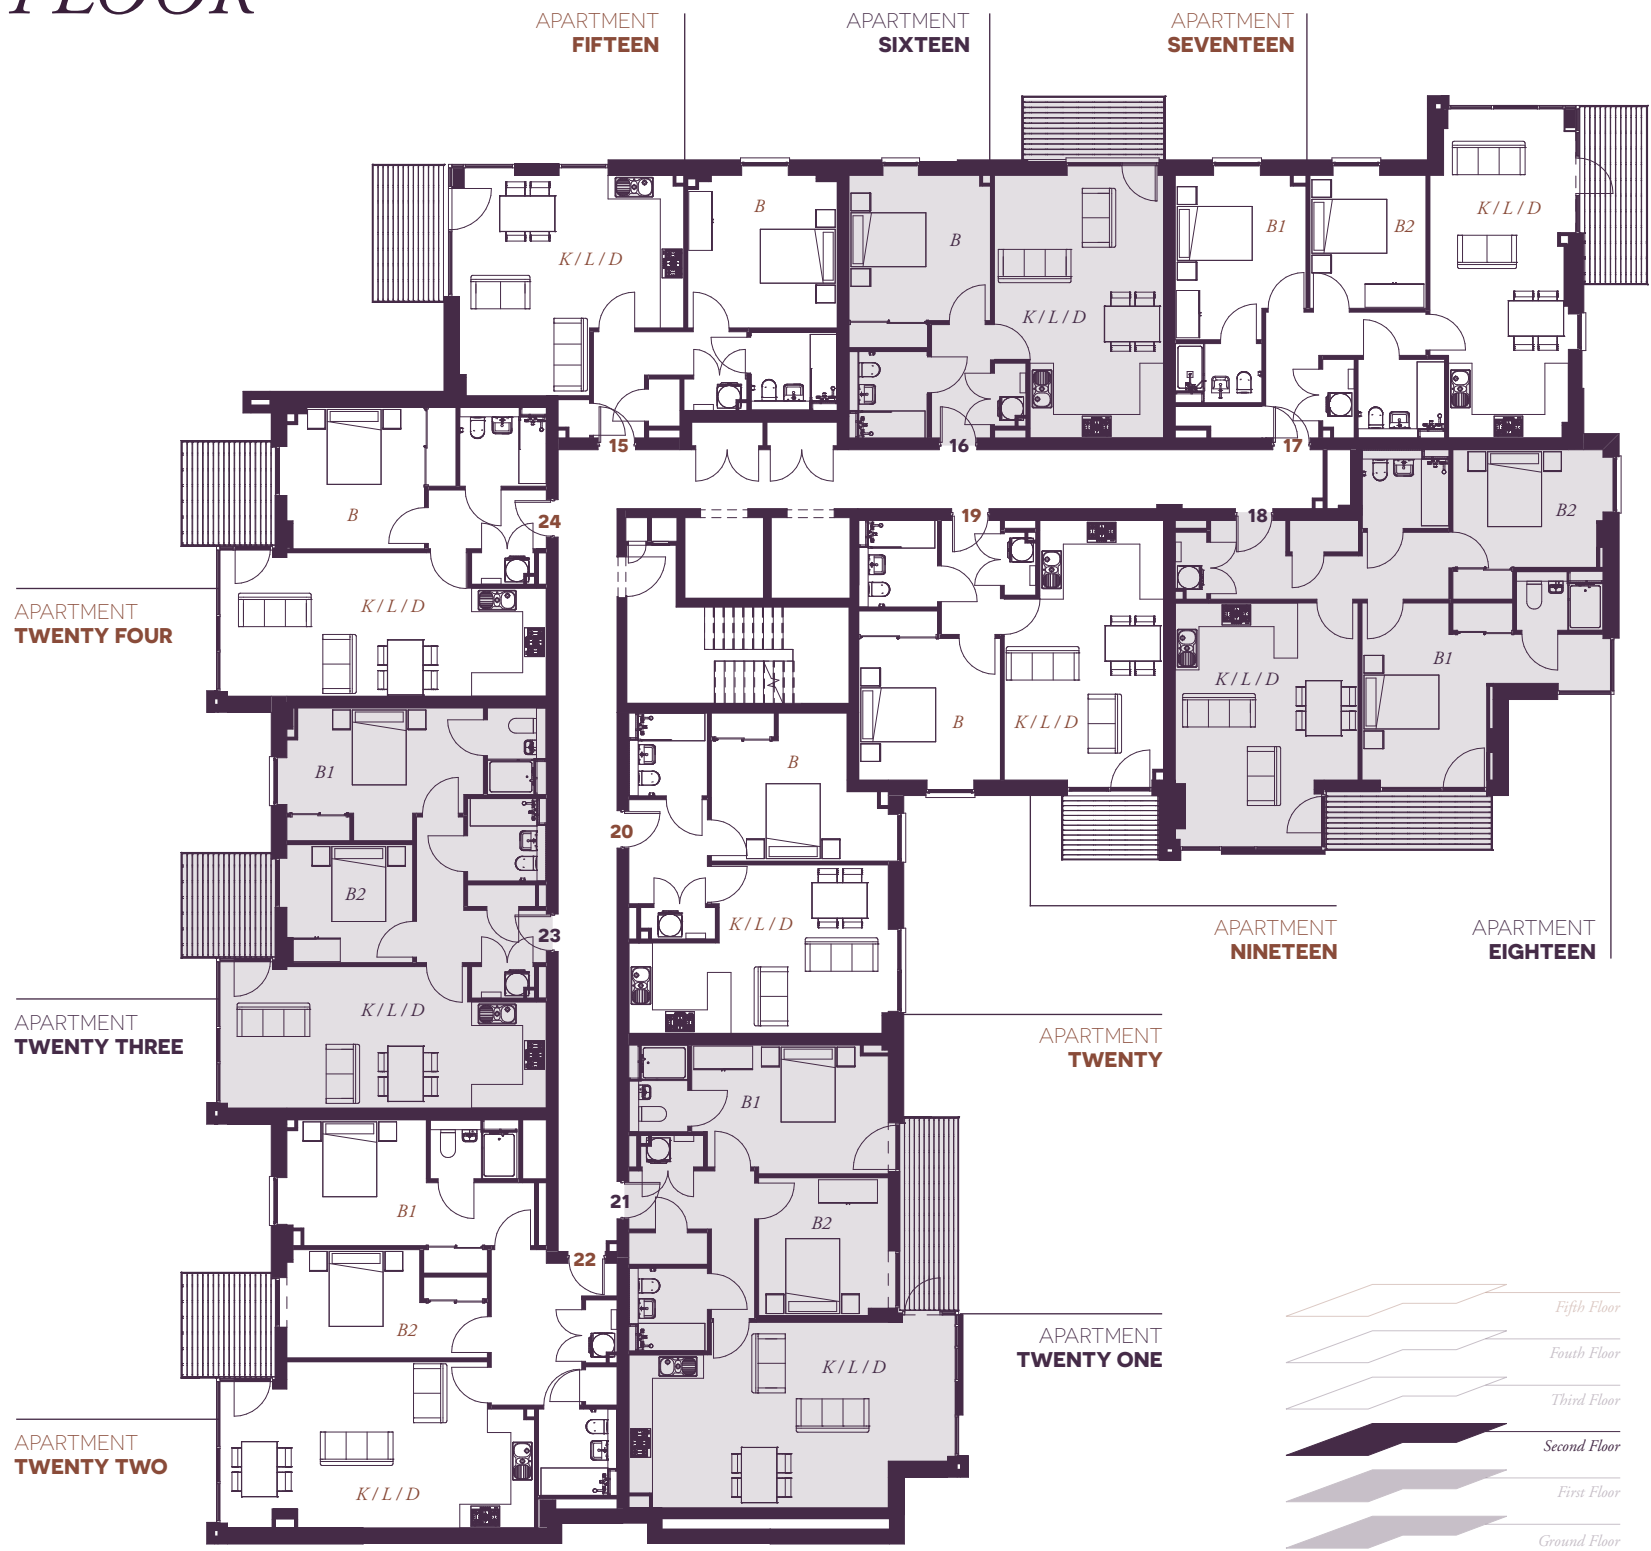 FLOOR
APARTMENT
FIFTEEN
APARTMENT
SIXTEEN
APARTMENT
SEVENTEEN
B
K / L / D
B
K / L / D
B1
B2
K / L / D
15
16
17
24
19
18
B
B2
K / L / D
B1
K / L / D
B
K / L / D
APARTMENT
TWENTY FOUR
B1
B
20
B2
23
K / L / D
APARTMENT
NINETEEN
APARTMENT
EIGHTEEN
K / L / D
APARTMENT
TWENTY THREE
APARTMENT
TWENTY
B1
B1
21
B2
22
B2
K / L / D
APARTMENT
TWENTY ONE
APARTMENT
TWENTY TWO
K / L / D
Fifth Floor
Fouth Floor
Third Floor
Second Floor
First Floor
Ground Floor